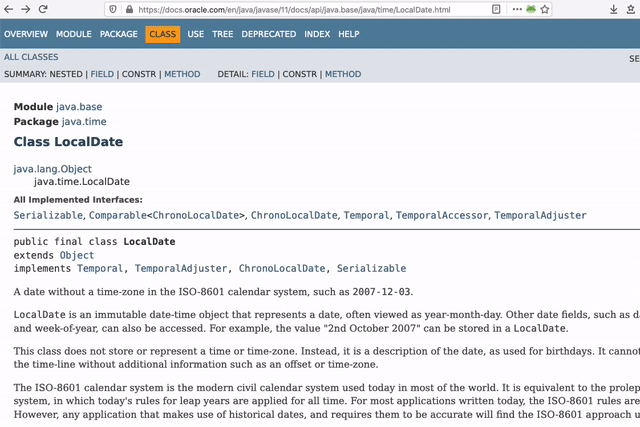 https://docs.oracle.com/en/java/javase/11/docs/api/java.base/java/time/LocalDate.html
OVERVIEW MODULE PACKAGE CLASS USE TREE DEPRECATED INDEX HELP
ALL CLASSES
SUMMARY: NESTED | FIELD | CONSTR | METHOD DETAIL: FIELD | CONSTR | METHOD
Module java.base
Package java.time
Class LocalDate
java.lang.Object
java.time.LocalDate
All Implemented Interfaces:
Serializable, Comparable<ChronoLocalDate>, ChronoLocalDate, Temporal, TemporalAccessor, TemporalAdjuster
public final class LocalDate
extends Object
implements Temporal, TemporalAdjuster, ChronoLocalDate, Serializable
A date without a time-zone in the ISO-8601 calendar system, such as 2007-12-03.
LocalDate is an immutable date-time object that represents a date, often viewed as year-month-day. Other date fields, such as
and week-of-year, can also be accessed. For example, the value "2nd October 2007" can be stored in a LocalDate.
This class does not store or represent a time or time-zone. Instead, it is a description of the date, as used for birthdays. It
the time-line without additional information such as an offset or time-zone.
The ISO-8601 calendar system is the modern civil calendar system used today in most of the world. It is equivalent to the
system, in which today's rules for leap years are applied for all time. For most applications written today, the ISO-8601 rules are
However, any application that makes use of historical dates, and requires them to be accurate will find the ISO-8601 approach